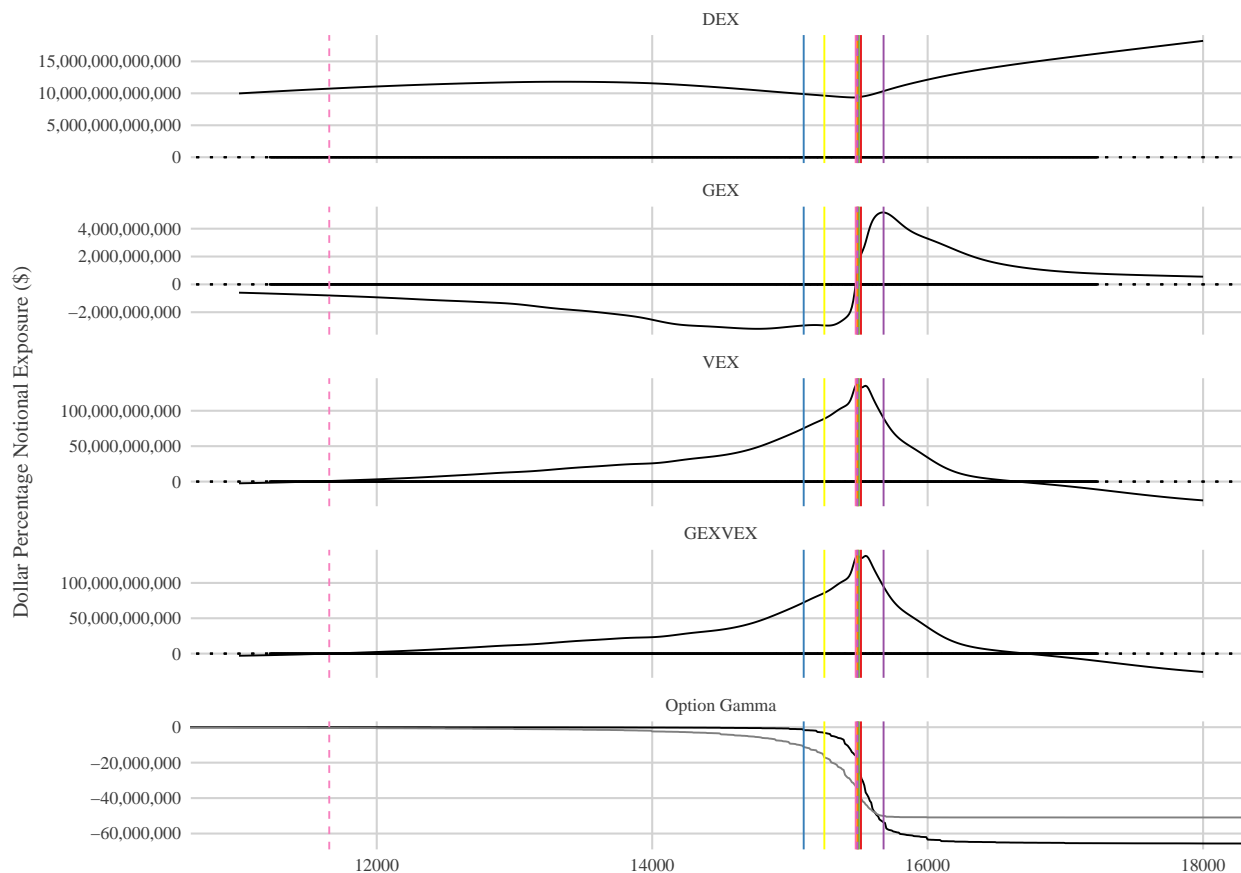 DEX
15,000,000,000,000
10,000,000,000,000
5,000,000,000,000
0
GEX
4,000,000,000
2,000,000,000
0
−2,000,000,000
Dollar Percentage Notional Exposure ($)
VEX
100,000,000,000
50,000,000,000
0
GEXVEX
100,000,000,000
50,000,000,000
0
Option Gamma
0
−20,000,000
−40,000,000
−60,000,000
12000 14000 16000 18000